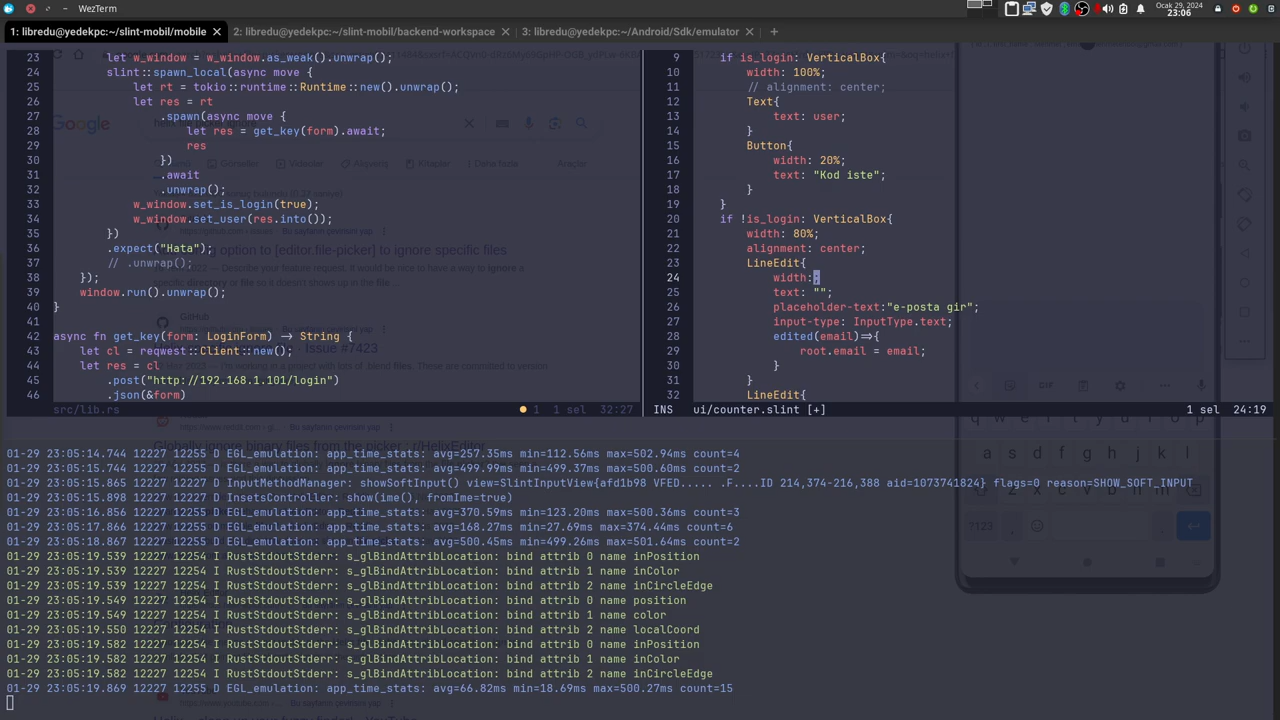 WezTerm
Ocak 29, 2024
23:06
1: libredu@yedekpc:~/slint-mobil/mobile
2: libredu@yedekpc:~/slint-mobil/backend-workspace
3: libredu@yedekpc:~/Android/Sdk/emulator
23 let w_window = w_window.as_weak().unwrap();
24 slint::spawn_local(async move {
25 let rt = tokio::runtime::Runtime::new().unwrap();
26 let res = rt
27 .spawn(async move {
28 let res = get_key(form).await;
29 res
30 })
31 .await
32 .unwrap();
33 w_window.set_is_login(true);
34 w_window.set_user(res.into());
35 })
36 .expect("Hata");
37 // .unwrap();
38 });
39 window.run().unwrap();
40 }
41
42 async fn get_key(form: LoginForm) → String {
43 let cl = reqwest::Client::new();
44 let res = cl
45 .post("http://192.168.1.101/login")
46 .json(&form)
src/lib.rs 1 1 sel 32:27
9 if is_login: VerticalBox{
10 width: 100%;
11 // alignment: center;
12 Text{
13 text: user;
14 }
15 Button{
16 width: 20%;
17 text: "Kod iste";
18 }
19 }
20 if !is_login: VerticalBox{
21 width: 80%;
22 alignment: center;
23 LineEdit{
24 width:;
25 text: "";
26 placeholder-text:"e-posta gir";
27 input-type: InputType.text;
28 edited(email)⇒{
29 root.email = email;
30 }
31 }
32 LineEdit{
INS ui/counter.slint [+] 1 sel 24:19
01-29 23:05:14.744 12227 12255 D EGL_emulation: app_time_stats: avg=257.35ms min=112.56ms max=502.94ms count=4
01-29 23:05:15.744 12227 12255 D EGL_emulation: app_time_stats: avg=499.99ms min=499.37ms max=500.60ms count=2
01-29 23:05:15.865 12227 12227 D InputMethodManager: showSoftInput() view=SlintInputView{afd1b98 VFED..... .F....ID 214,374-216,388 aid=1073741824} flags=0 reason=SHOW_SOFT_INPUT
01-29 23:05:15.898 12227 12227 D InsetsController: show(ime(), fromIme=true)
01-29 23:05:16.856 12227 12255 D EGL_emulation: app_time_stats: avg=370.59ms min=123.20ms max=500.36ms count=3
01-29 23:05:17.866 12227 12255 D EGL_emulation: app_time_stats: avg=168.27ms min=27.69ms max=374.44ms count=6
01-29 23:05:18.867 12227 12255 D EGL_emulation: app_time_stats: avg=500.45ms min=499.26ms max=501.64ms count=2
01-29 23:05:19.539 12227 12254 I RustStdoutStderr: s_glBindAttribLocation: bind attrib 0 name inPosition
01-29 23:05:19.539 12227 12254 I RustStdoutStderr: s_glBindAttribLocation: bind attrib 1 name inColor
01-29 23:05:19.539 12227 12254 I RustStdoutStderr: s_glBindAttribLocation: bind attrib 2 name inCircleEdge
01-29 23:05:19.549 12227 12254 I RustStdoutStderr: s_glBindAttribLocation: bind attrib 0 name position
01-29 23:05:19.549 12227 12254 I RustStdoutStderr: s_glBindAttribLocation: bind attrib 1 name color
01-29 23:05:19.550 12227 12254 I RustStdoutStderr: s_glBindAttribLocation: bind attrib 2 name localCoord
01-29 23:05:19.582 12227 12254 I RustStdoutStderr: s_glBindAttribLocation: bind attrib 0 name inPosition
01-29 23:05:19.582 12227 12254 I RustStdoutStderr: s_glBindAttribLocation: bind attrib 1 name inColor
01-29 23:05:19.582 12227 12254 I RustStdoutStderr: s_glBindAttribLocation: bind attrib 2 name inCircleEdge
01-29 23:05:19.869 12227 12255 D EGL_emulation: app_time_stats: avg=66.82ms min=18.69ms max=500.27ms count=15